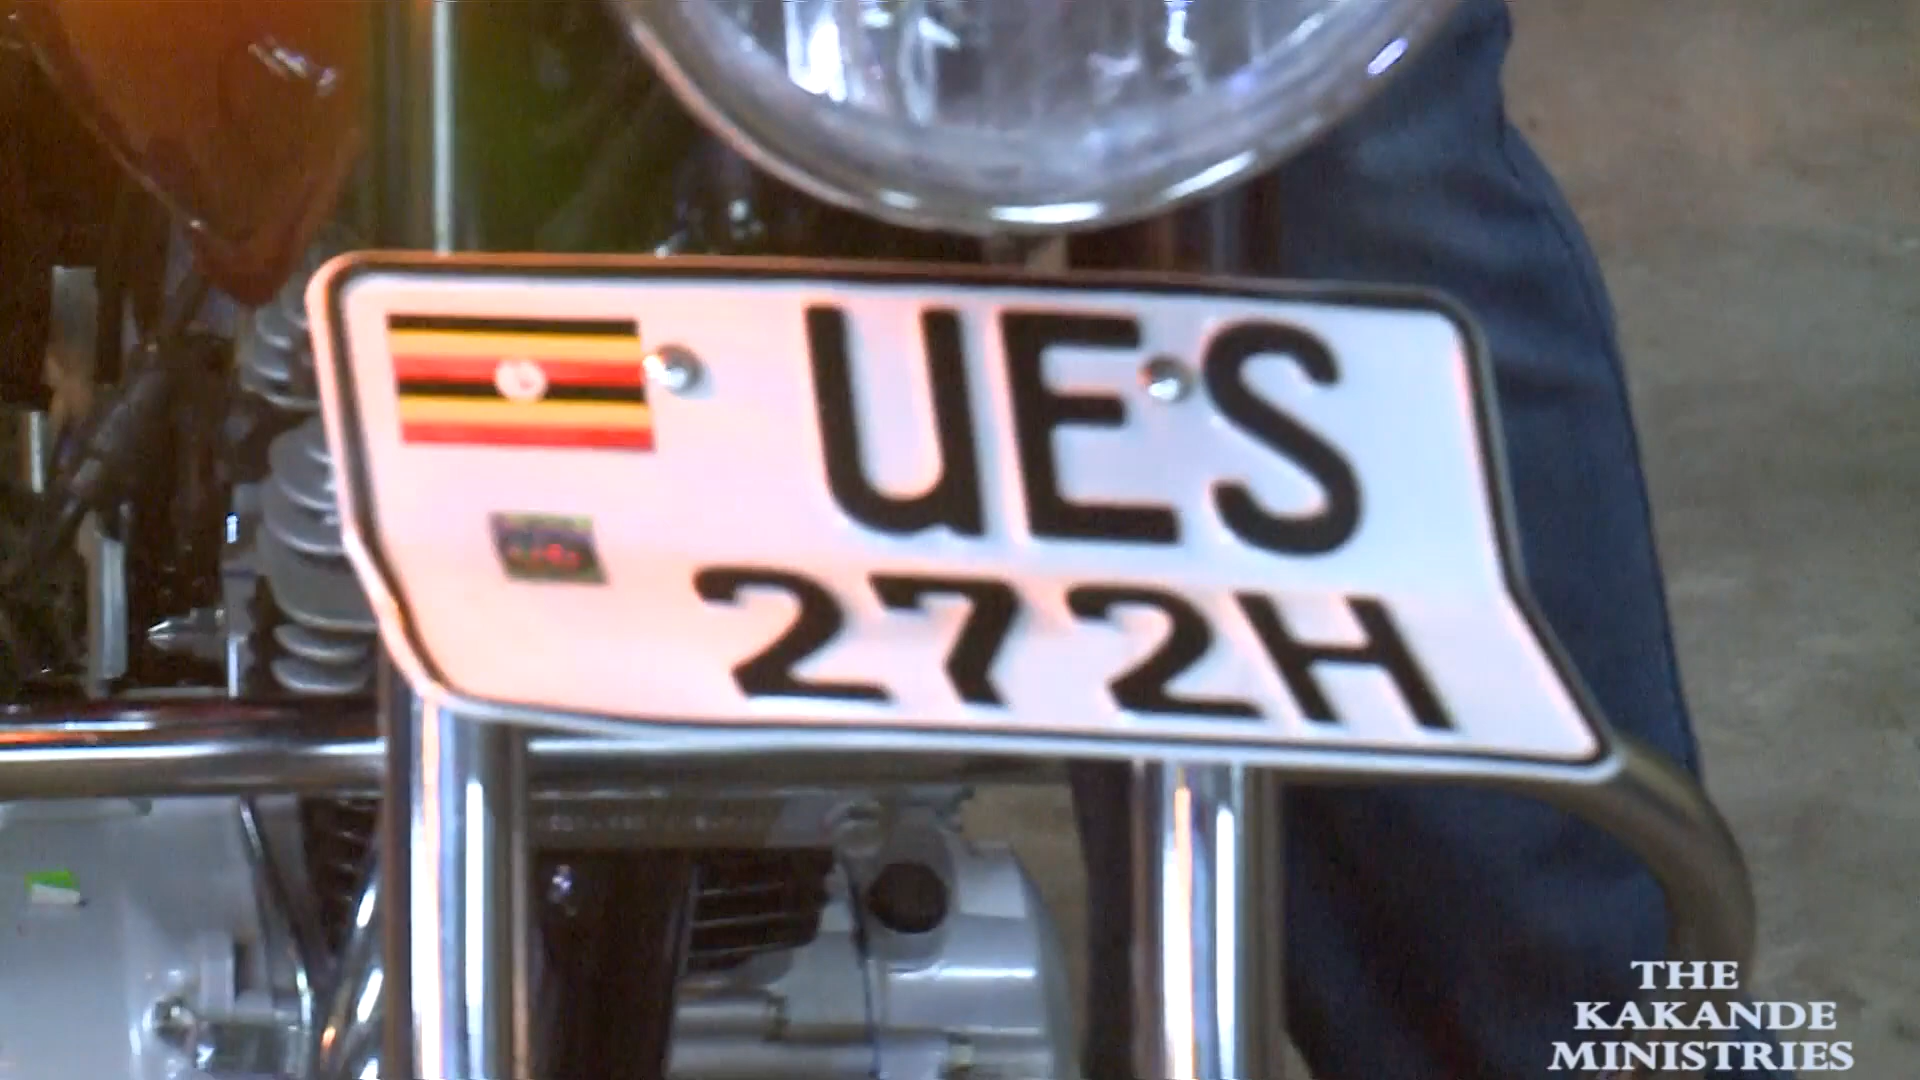 UES
272H
THE
KAKANDE
MINISTRIES